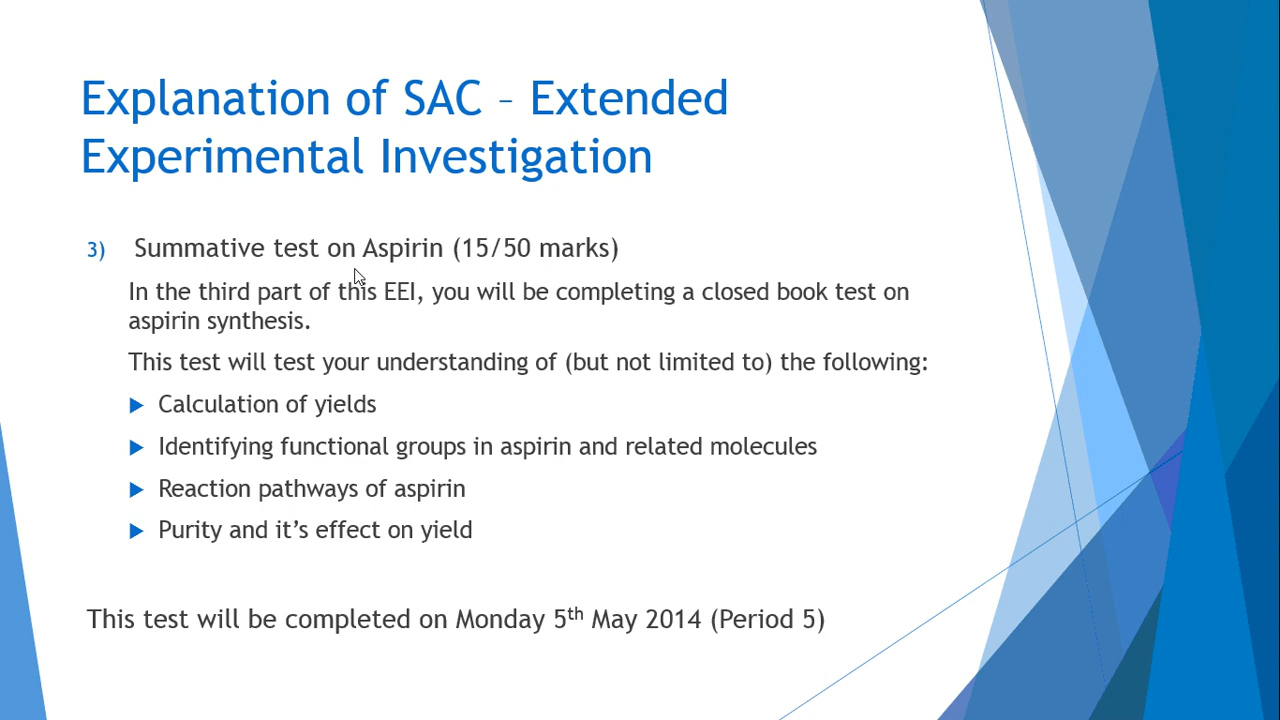 Explanation of SAC – Extended
Experimental Investigation
3) Summative test on Aspirin (15/50 marks)
In the third part of this EEI, you will be completing a closed book test on
aspirin synthesis.
This test will test your understanding of (but not limited to) the following:
Calculation of yields
Identifying functional groups in aspirin and related molecules
Reaction pathways of aspirin
Purity and it’s effect on yield
This test will be completed on Monday 5th May 2014 (Period 5)